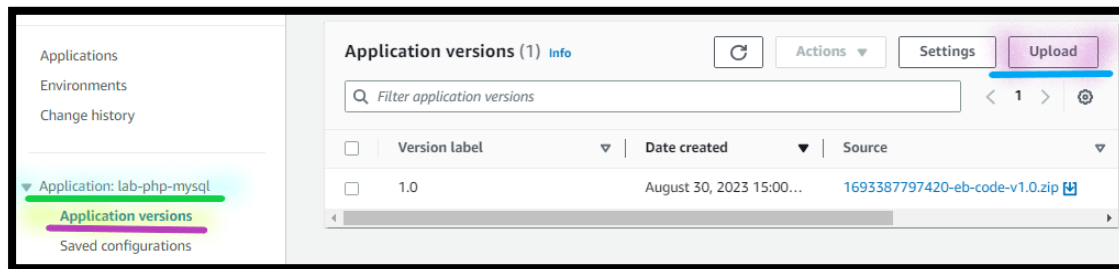 Applications
Environments
Change history
Application: lab-php-mysql
Application versions
Saved configurations
Application versions (1) Info
Actions
Settings
Upload
Filter application versions
1
Version label
Date created
Source
1.0
August 30, 2023 15:00...
1693387797420-eb-code-v1.0.zip